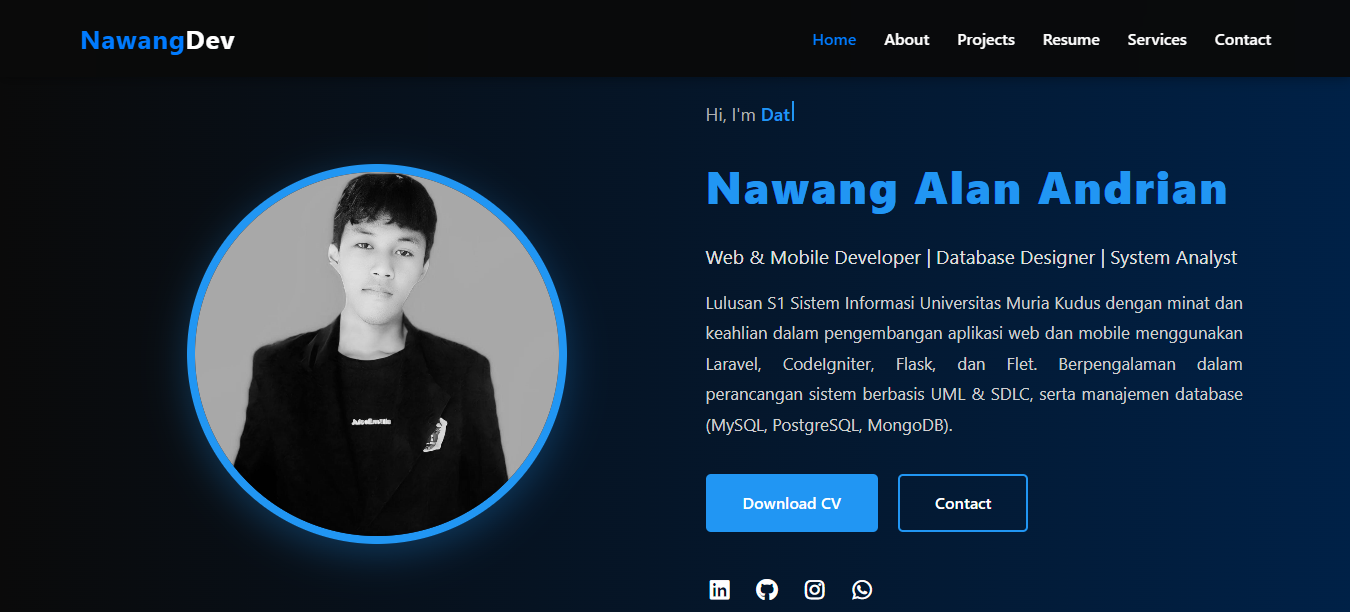 NawangDev
Home About Projects Resume Services Contact
Hi, I'm Dat
Nawang Alan Andrian
Web & Mobile Developer | Database Designer | System Analyst
Lulusan S1 Sistem Informasi Universitas Muria Kudus dengan minat dan
keahlian dalam pengembangan aplikasi web dan mobile menggunakan
Laravel, CodeIgniter, Flask, dan Flet. Berpengalaman dalam
perancangan sistem berbasis UML & SDLC, serta manajemen database
(MySQL, PostgreSQL, MongoDB).
Download CV
Contact
in